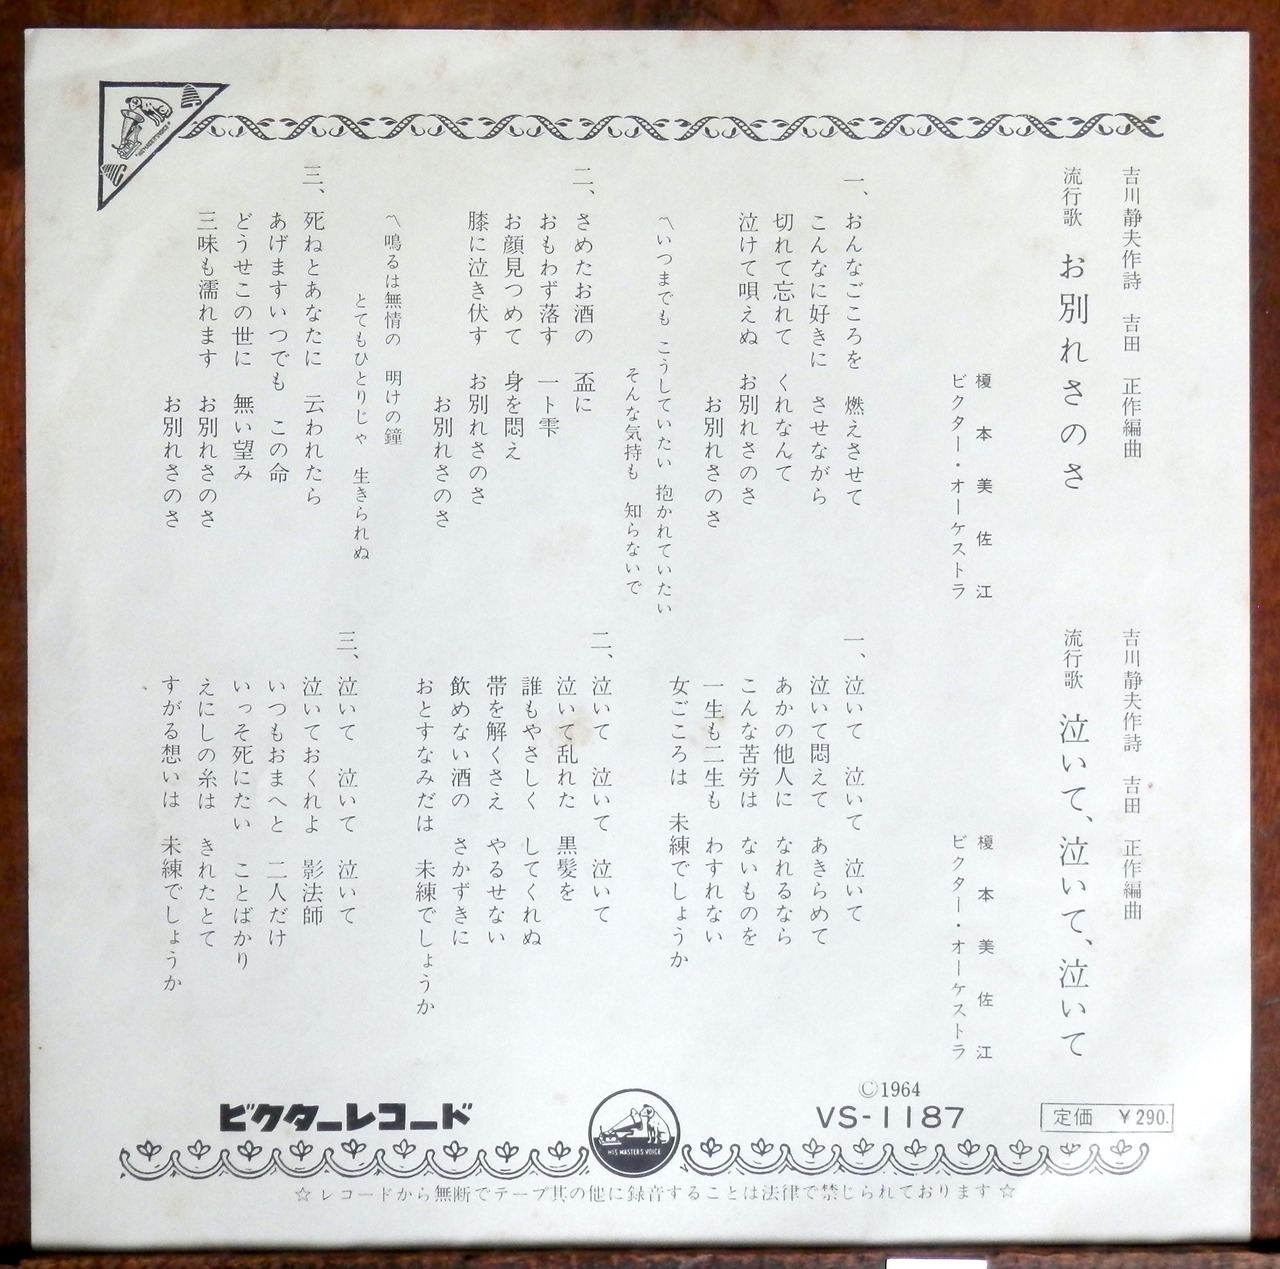 吉川静夫作詩 吉田 正作編曲
流行歌 お別れさのさ
榎本美佐江
ビクター・オーケストラ
一、おんなごころを 燃えさせて
こんなに好きに させながら
切れて忘れて くれなんて
泣けて唄えぬ お別れさのさ
お別れさのさ
〽いつまでも こうしていたい 抱かれていたい
そんな気持も 知らないで
二、さめたお酒の 盃に
おもわず落す 一ト雫
お顔見つめて 身を悶え
膝に泣き伏す お別れさのさ
お別れさのさ
〽鳴るは無情の 明けの鐘
とてもひとりじゃ 生きられぬ
三、死ねとあなたに 云われたら
あげますいつでも この命
どうせこの世に 無い望み
三味も濡れます お別れさのさ
お別れさのさ
吉川静夫作詩 吉田 正作編曲
流行歌 泣いて、泣いて、泣いて
榎本美佐江
ビクター・オーケストラ
一、泣いて 泣いて 泣いて
泣いて悶えて あきらめて
あかの他人に なれるなら
こんな苦労は ないものを
一生も二生も わすれない
女ごころは 未練でしょうか
二、泣いて 泣いて 泣いて
泣いて乱れた 黒髪を
誰もやさしく してくれぬ
帯を解くさえ やるせない
飲めない酒の さかずきに
おとすなみだは 未練でしょうか
三、泣いて 泣いて 泣いて
泣いておくれよ 影法師
いつもおまへと 二人だけ
いっそ死にたい ことばかり
えにしの糸は きれたとて
すがる想いは 未練でしょうか
ビクターレコード
HIS MASTERS VOICE
©1964
VS-1187
定価 ￥290.
☆レコードから無断でテープ其の他に録音することは法律で禁じられております☆